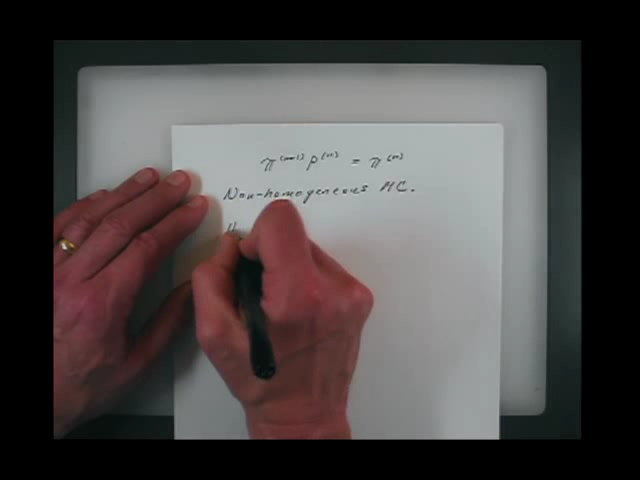 π^(n-1) P^(n) = π^(n)
Non-homogeneous MC.
H